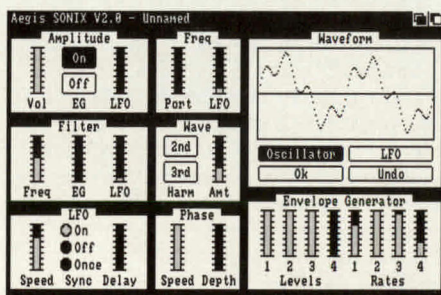 Aegis SONIX V2.0 - Unnamed
Amplitude
On
Off
Vol EG LFO
Freq
Port LFO
Waveform
Oscillator LFO
Ok Undo
Filter
Freq EG LFO
Wave
2nd
3rd
Harm Amt
LFO
On
Off
Once
Speed Sync Delay
Phase
Speed Depth
Envelope Generator
1 2 3 4 1 2 3 4
Levels Rates